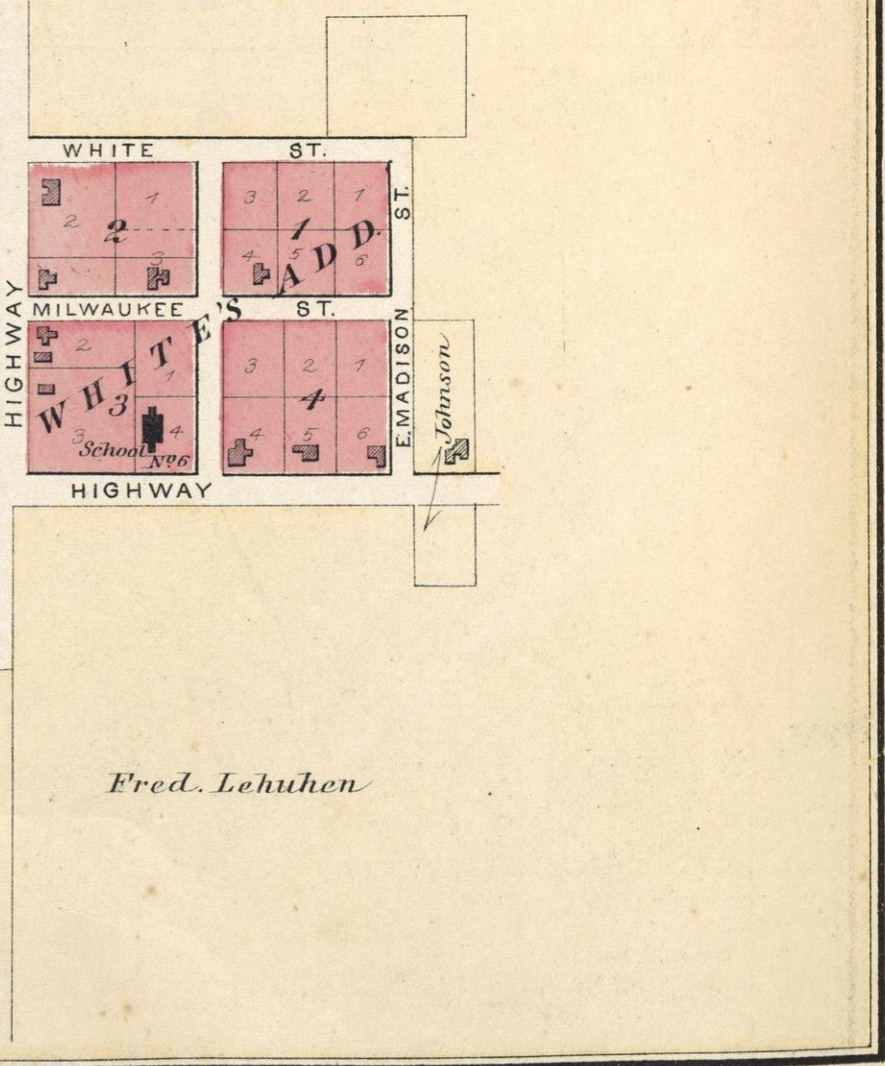 WHITE ST.
3 2 1
2 1
ST.
2 1
3
4 5 6
WHITE'S ADD.
HIGHWAY
MILWAUKEE ST.
2 1
3 2 1
3
4
E. MADISON
Johnson
3 4
School No 6
4 5 6
HIGHWAY
Fred. Lehuhen